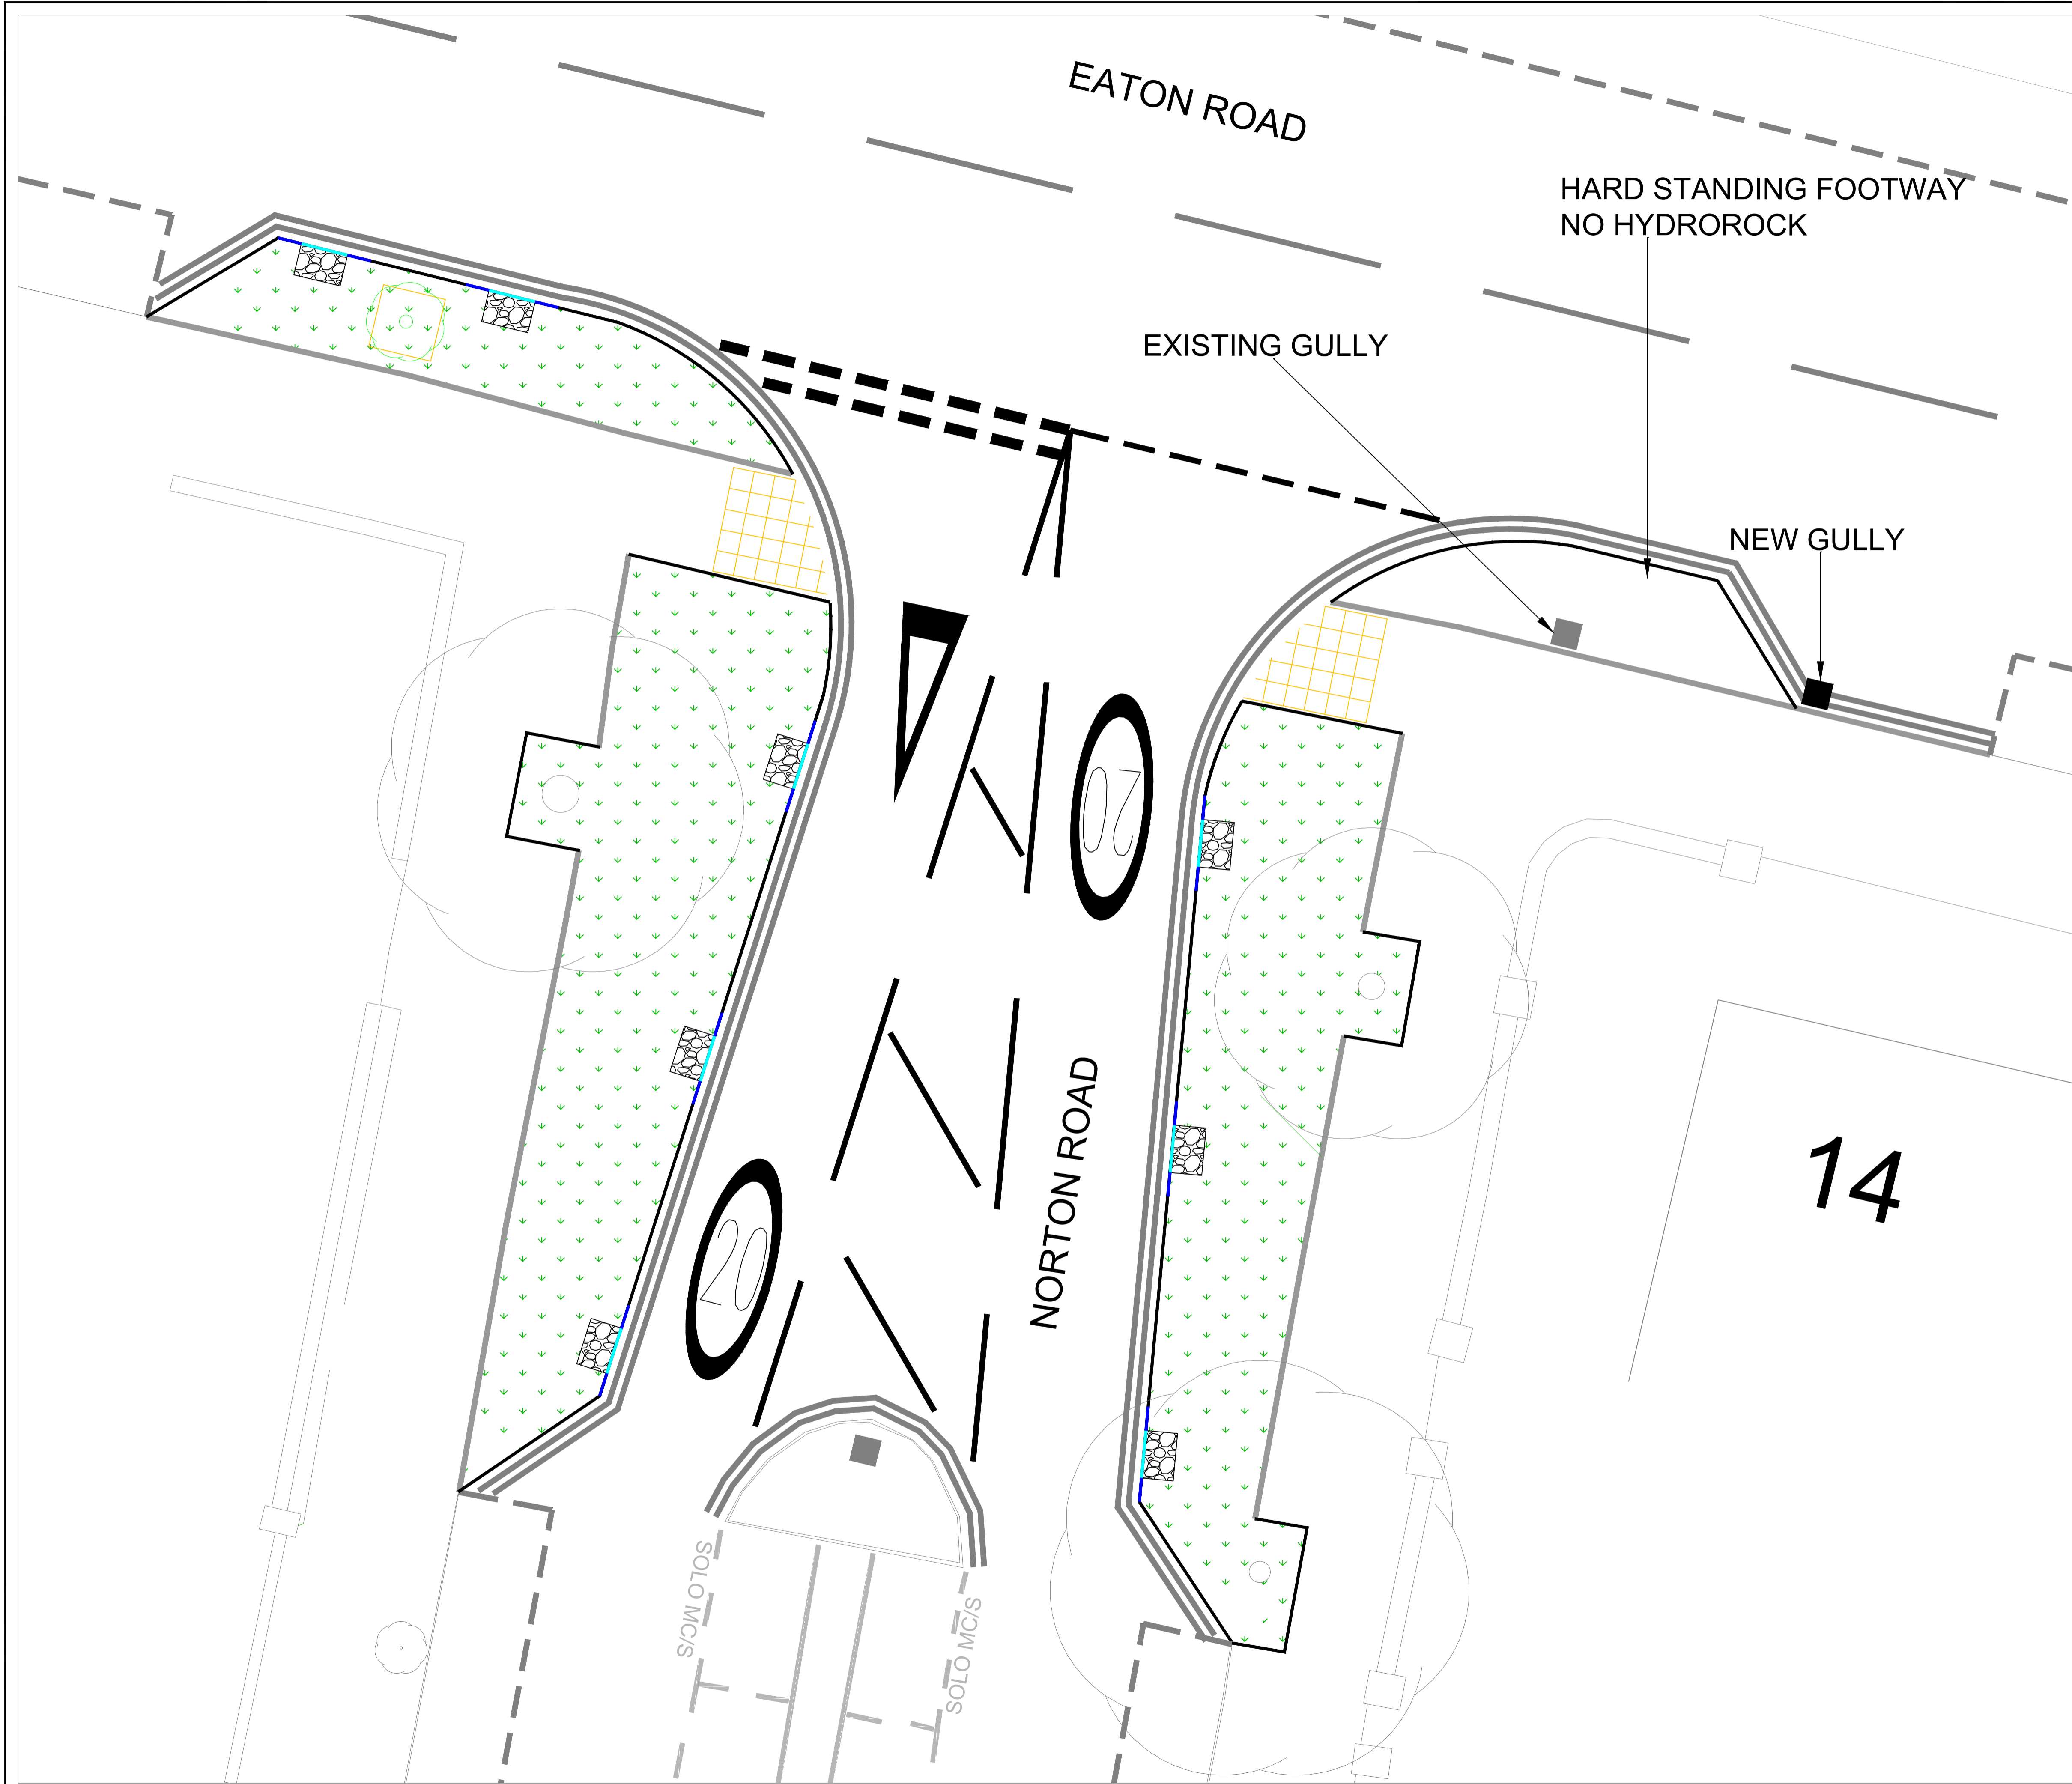 EATON ROAD
HARD STANDING FOOTWAY
NO HYDROROCK
EXISTING GULLY
NEW GULLY
20
NORTON ROAD
14
20
SOLO MC/S
SOLO MC/S